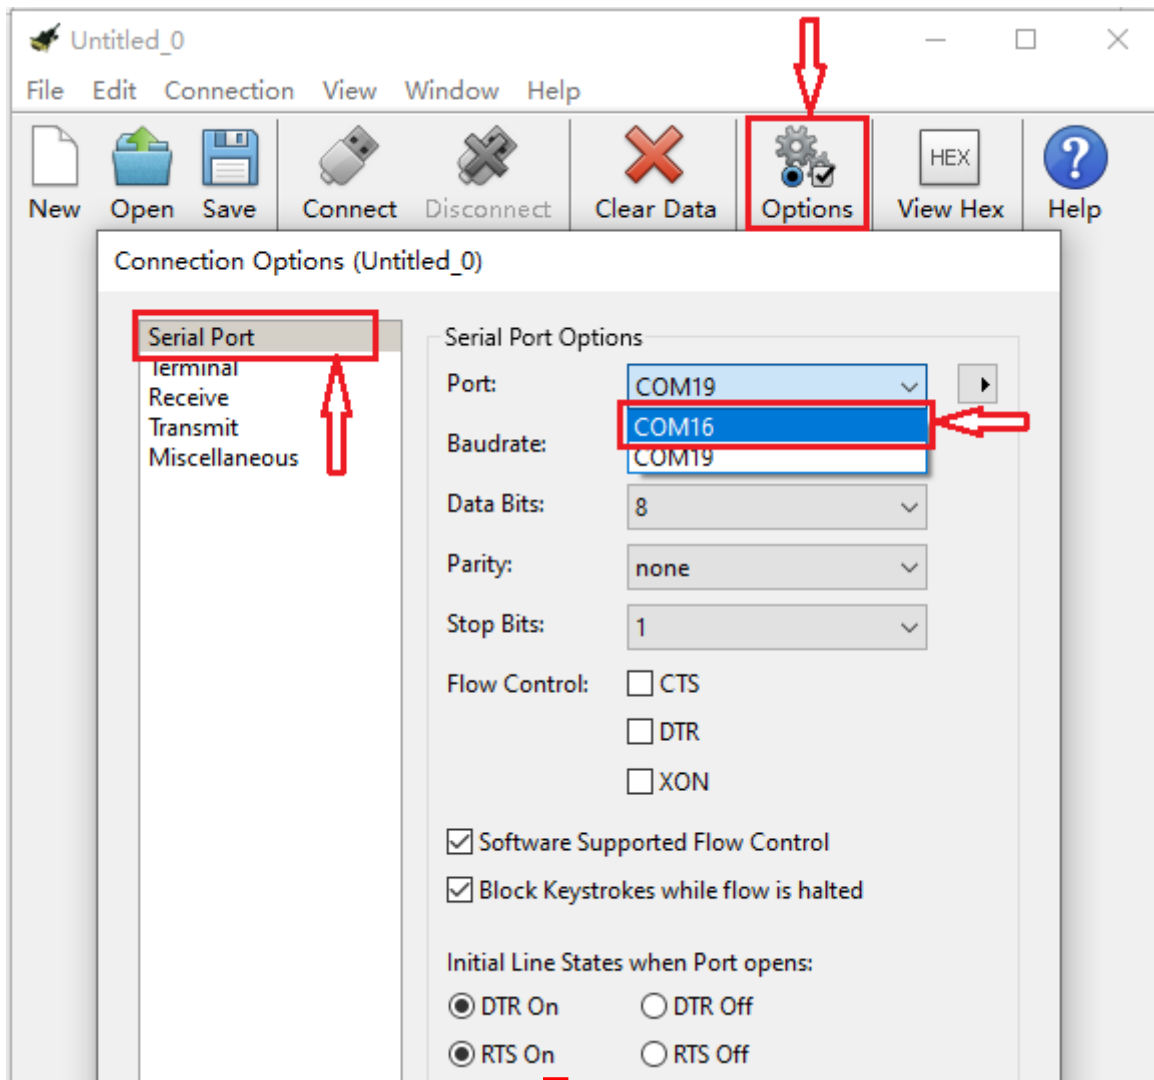 Untitled_0
File Edit Connection View Window Help
HEX
New Open Save Connect Disconnect Clear Data Options View Hex Help
Connection Options (Untitled_0)
Serial Port
Terminal
Receive
Transmit
Miscellaneous
Serial Port Options
Port: COM19
COM16
COM19
Baudrate:
Data Bits: 8
Parity: none
Stop Bits: 1
Flow Control: CTS
DTR
XON
Software Supported Flow Control
Block Keystrokes while flow is halted
Initial Line States when Port opens:
DTR On DTR Off
RTS On RTS Off